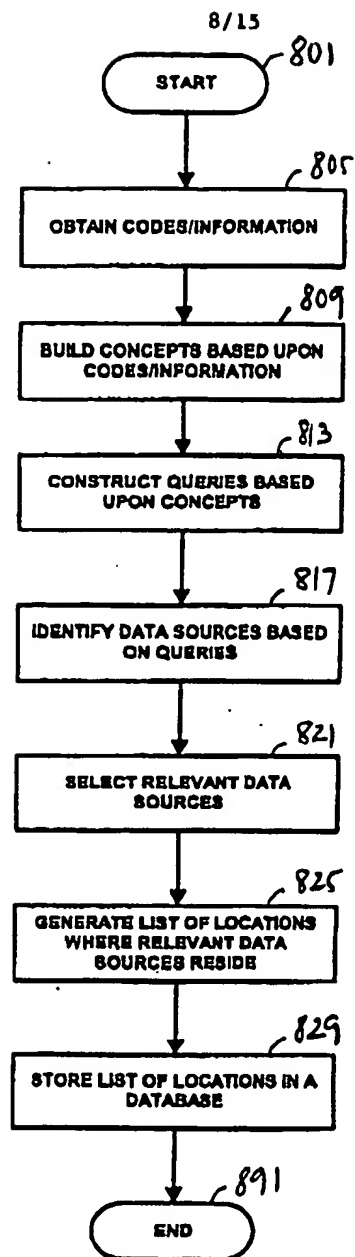 8/15
801
START
805
OBTAIN CODES/INFORMATION
809
BUILD CONCEPTS BASED UPON
CODES/INFORMATION
813
CONSTRUCT QUERIES BASED
UPON CONCEPTS
817
IDENTIFY DATA SOURCES BASED
ON QUERIES
821
SELECT RELEVANT DATA
SOURCES
825
GENERATE LIST OF LOCATIONS
WHERE RELEVANT DATA
SOURCES RESIDE
829
STORE LIST OF LOCATIONS IN A
DATABASE
891
END